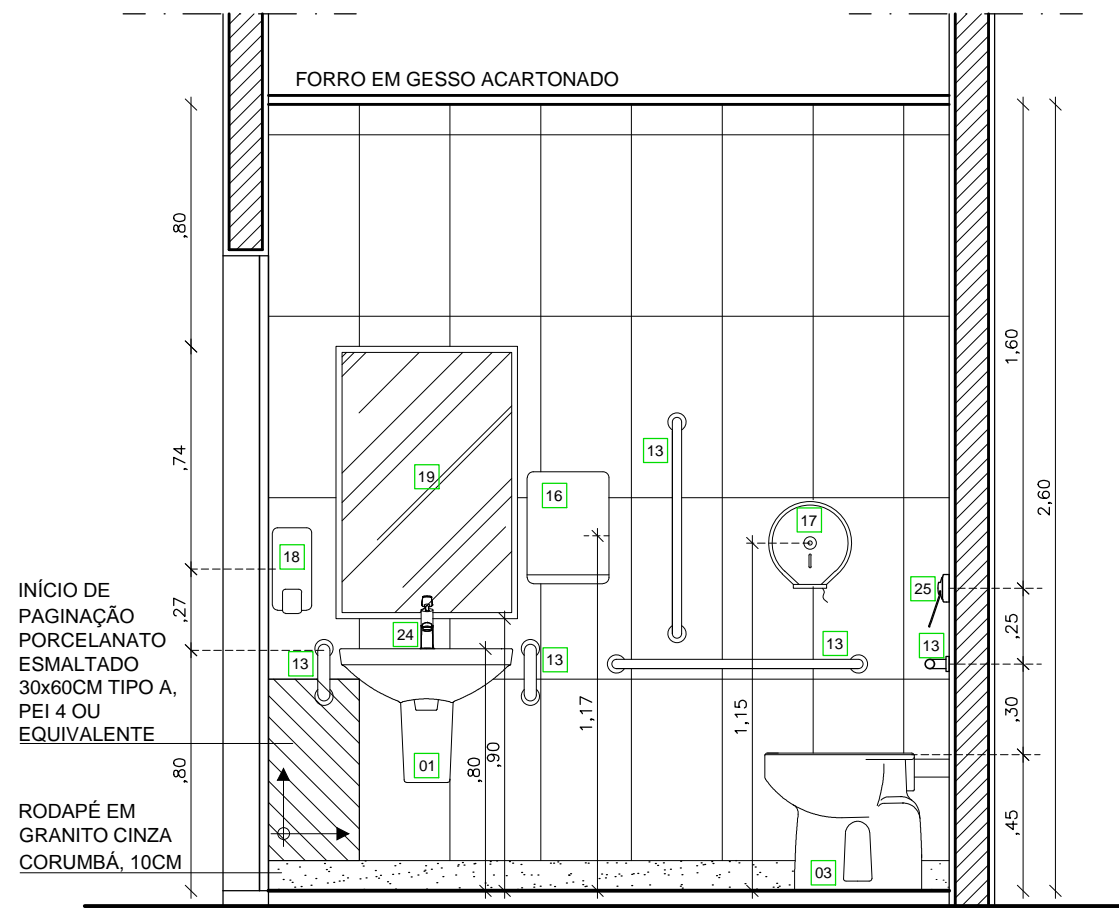 FORRO EM GESSO ACARTONADO
,80
1,60
2,60
13
,74
19
16
17
18
INÍCIO DE
PAGINAÇÃO
PORCELANATO
ESMALTADO
30x60CM TIPO A,
PEI 4 OU
EQUIVALENTE
,27
25
,25
24
13
13
13
13
1,17
1,15
,30
,80
01
,80
,90
RODAPÉ EM
GRANITO CINZA
CORUMBÁ, 10CM
,45
03